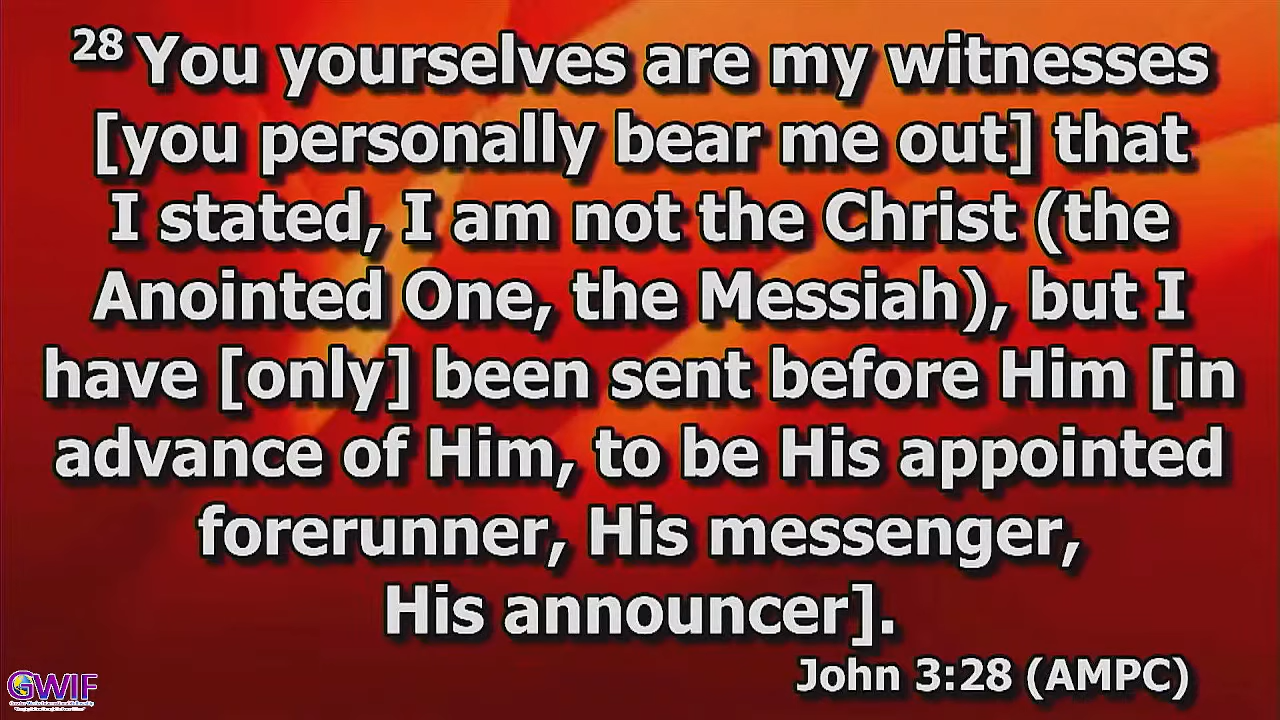 28 You yourselves are my witnesses
[you personally bear me out] that
I stated, I am not the Christ (the
Anointed One, the Messiah), but I
have [only] been sent before Him [in
advance of Him, to be His appointed
forerunner, His messenger,
His announcer].
John 3:28 (AMPC)
GWIF